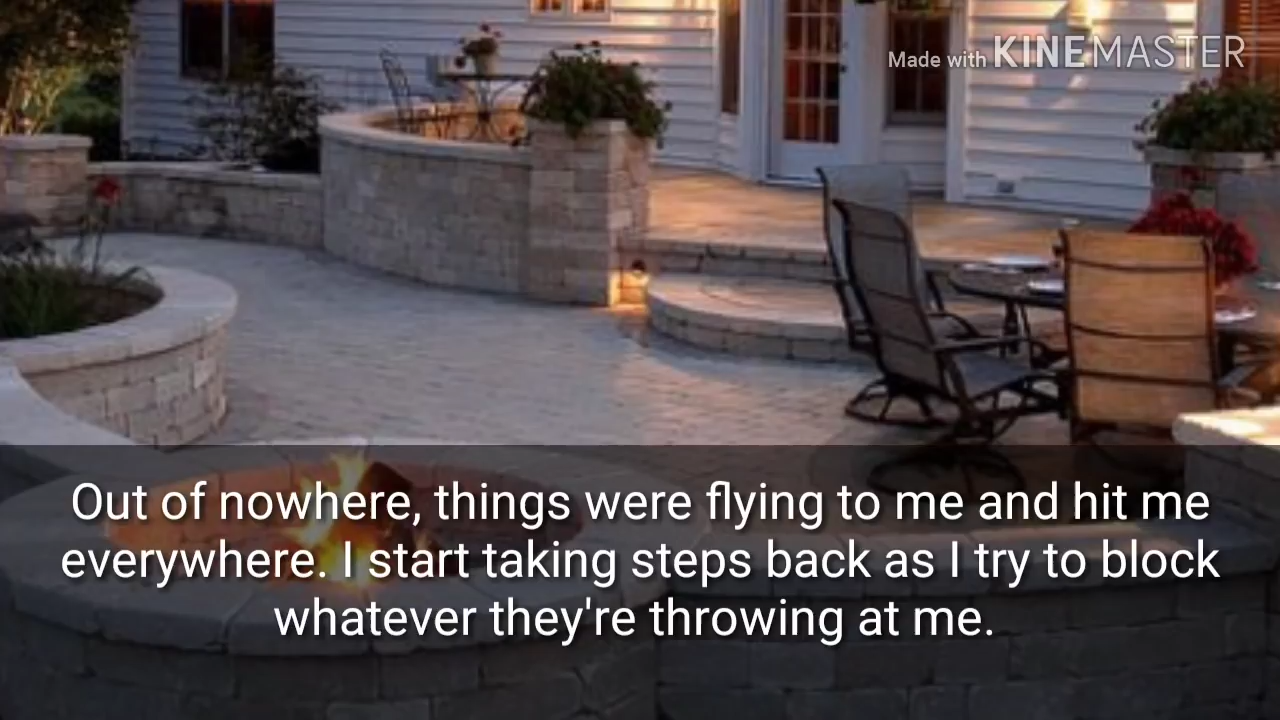 Made with KINEMASTER
Out of nowhere, things were flying to me and hit me
everywhere. I start taking steps back as I try to block
whatever they're throwing at me.